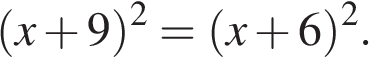 (x + 9)² = (x + 6)².